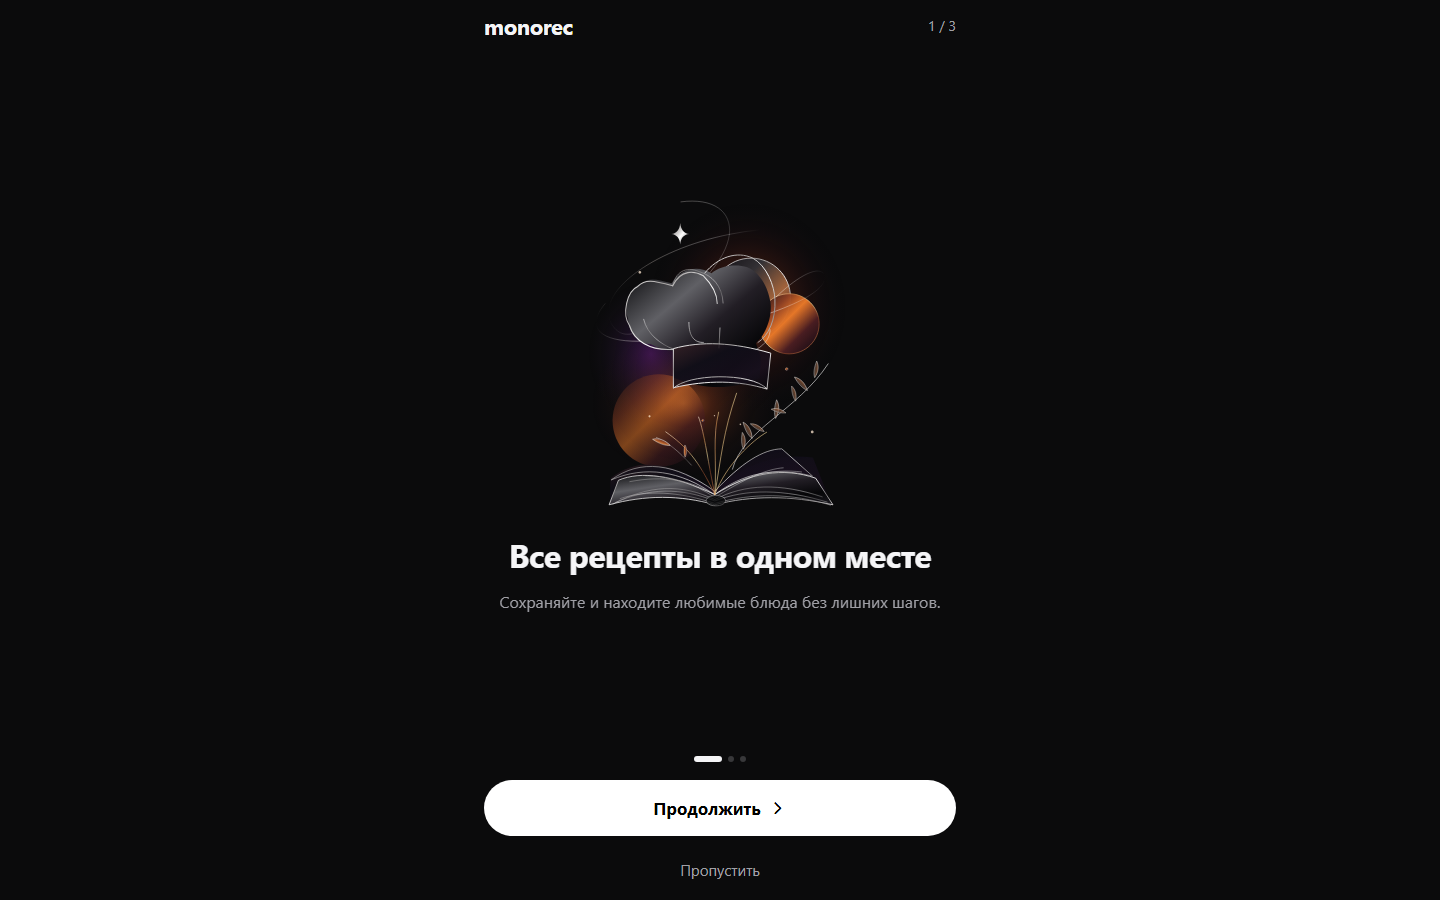 monorec
1 / 3
Все рецепты в одном месте
Сохраняйте и находите любимые блюда без лишних шагов.
Продолжить
Пропустить